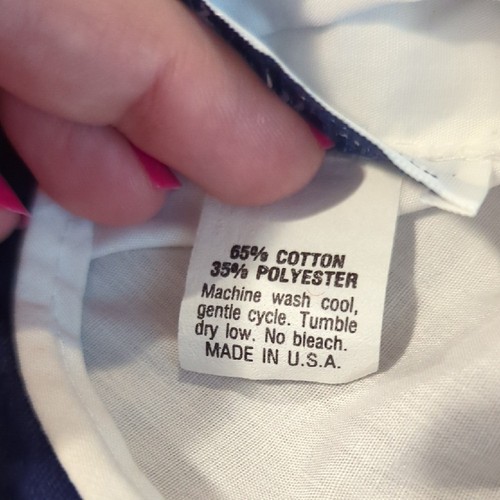 65% COTTON
35% POLYESTER
Machine wash cool,
gentle cycle. Tumble
dry low. No bleach.
MADE IN U.S.A.